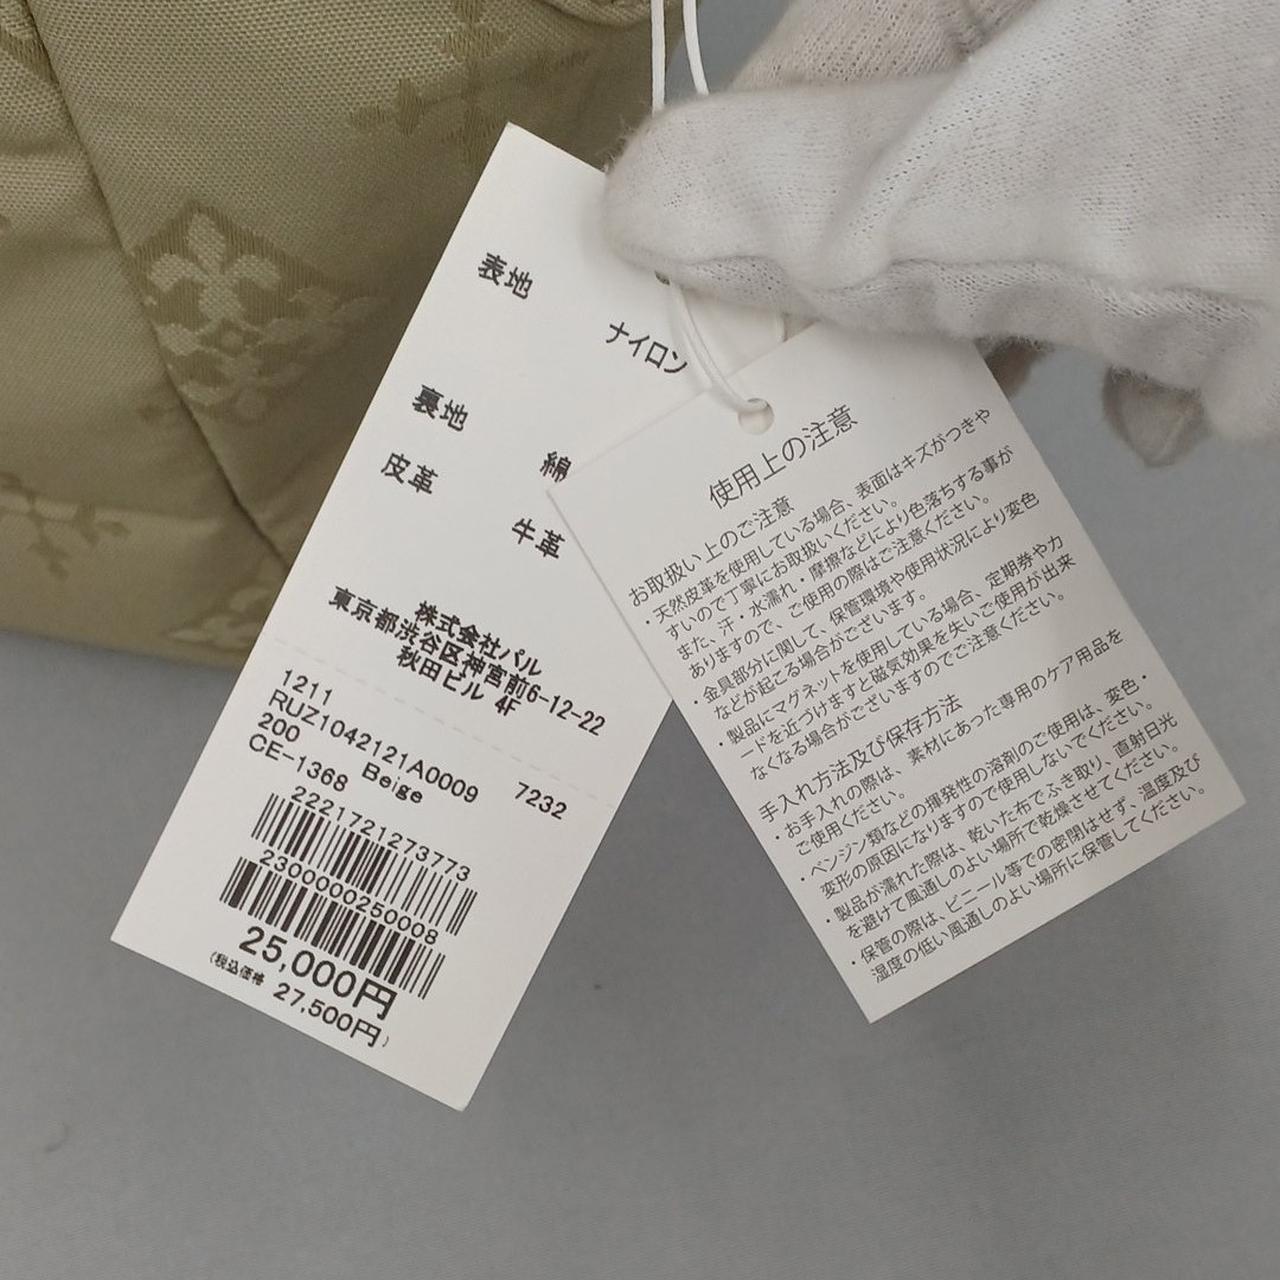 表地
ナイロン
裏地
綿
皮革
牛革
株式会社パル
東京都渋谷区神宮前6-12-22
秋田ビル 4F
1211
RUZ1042121A0009 7232
200 Beige
CE-1368
2221721273773
2300000250008
25,000円
(税込価格 27,500円)
使用上の注意
お取扱い上のご注意
・天然皮革を使用している場合、表面はキズがつきや
すいので丁寧にお取扱いください。
また、汗・水濡れ・摩擦などにより色落ちする事が
ありますので、ご使用の際はご注意ください。
・金具部分に関して、保管環境や使用状況により変色
などが起こる場合がございます。
・製品にマグネットを使用している場合、定期券やカ
ードを近づけますと磁気効果を失いご使用が出来
なくなる場合がございますのでご注意ください。
手入れ方法及び保存方法
・お手入れの際は、素材にあった専用のケア用品を
ご使用ください。
・ベンジン類などの揮発性の溶剤のご使用は、変色・
変形の原因になりますので使用しないでください。
・製品が濡れた際は、乾いた布でふき取り、直射日光
を避けて風通しのよい場所で乾燥させてください。
・保管の際は、ビニール等での密閉はせず、温度及び
湿度の低い風通しのよい場所に保管してください。